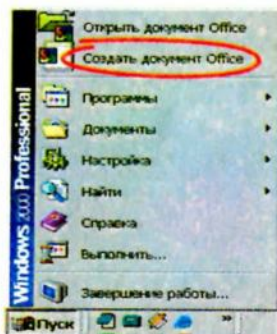 Открыть документ Office
Создать документ Office
Программы
Документы
Настройка
Найти
Справка
Выполнить...
Завершение работы...
Windows 2000 Professional
Пуск
»